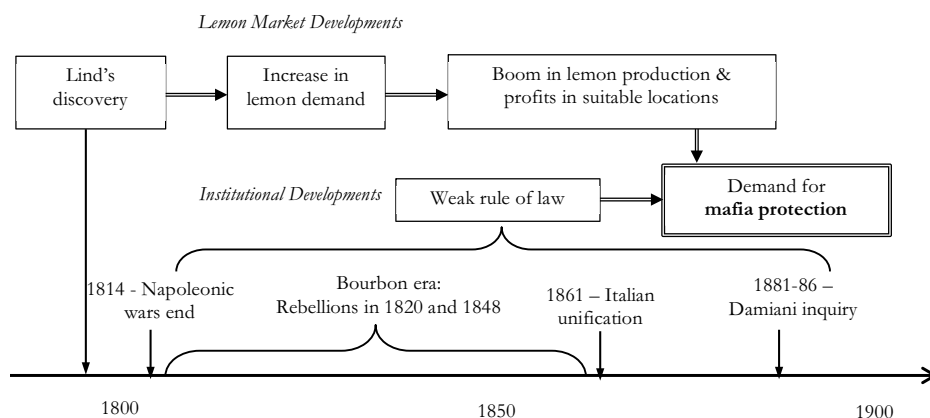 Lemon Market Developments
Lind's
discovery
Increase in
lemon demand
Boom in lemon production &
profits in suitable locations
Institutional Developments
Weak rule of law
Demand for
mafia protection
1814 - Napoleonic
wars end
Bourbon era:
Rebellions in 1820 and 1848
1861 – Italian
unification
1881-86 –
Damiani inquiry
1800
1850
1900